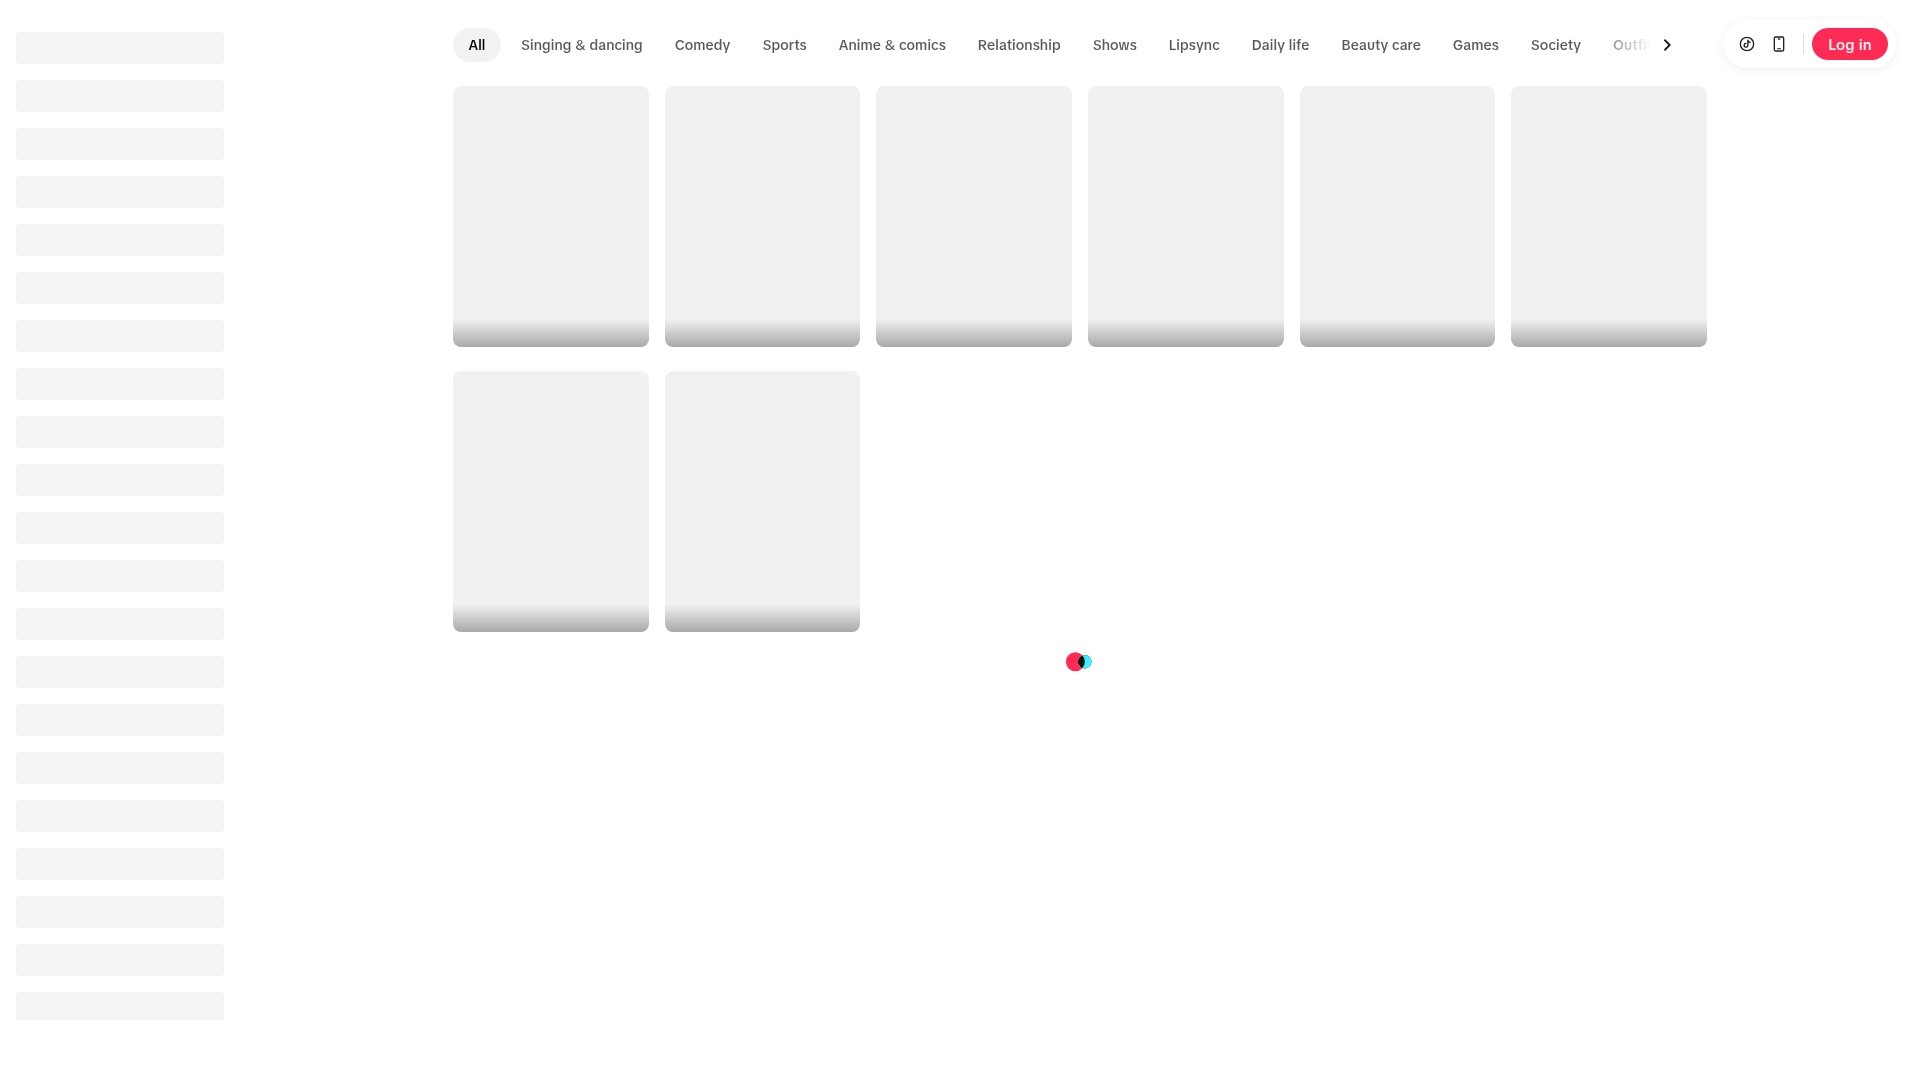 All
Singing & dancing
Comedy
Sports
Anime & comics
Relationship
Shows
Lipsync
Daily life
Beauty care
Games
Society
Log in